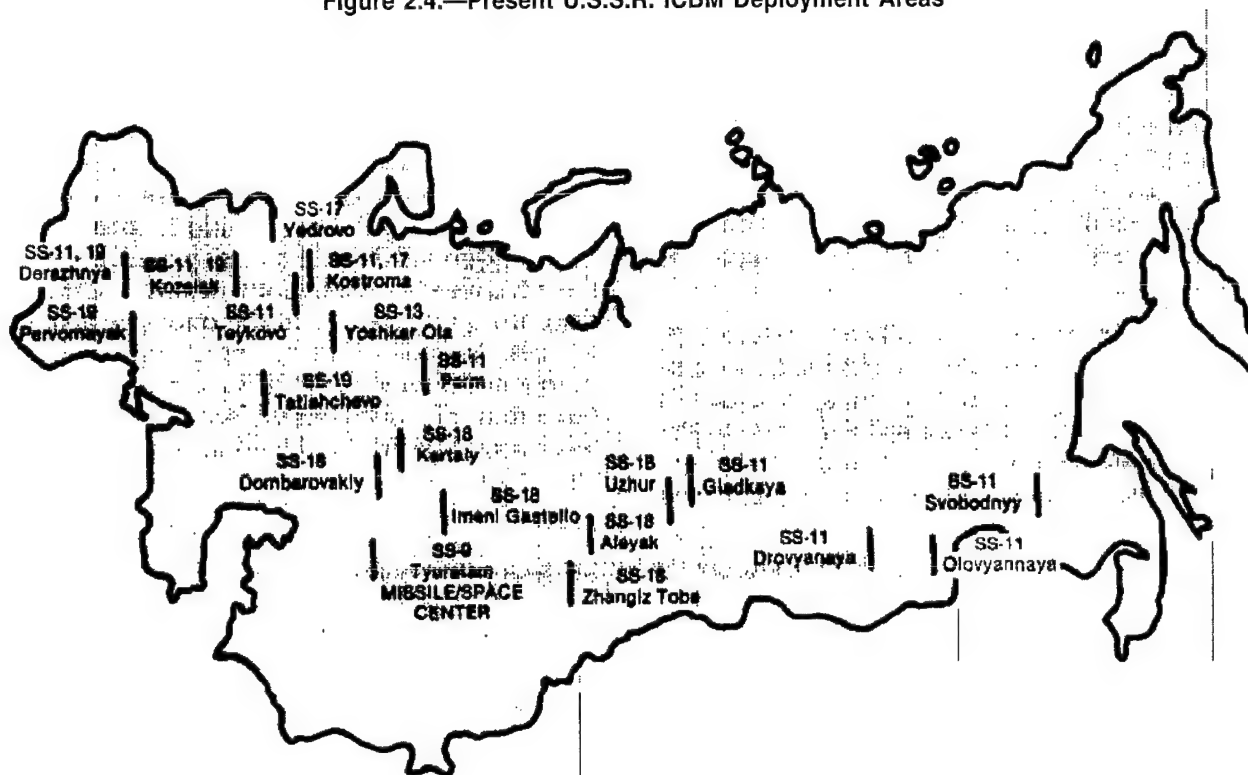 Figure 2.4.—Present U.S.S.R. ICBM Deployment Areas
SS-17
Yedrovo
SS-11, 19
Derazhnya
SS-11, 19
Kozelsk
SS-11, 17
Kostroma
SS-19
Pervomaysk
SS-11
Teykovo
SS-13
Yoshkar Ola
SS-11
Perm
SS-19
Tatishchevo
SS-18
Kartaly
SS-18
Dombarovskiy
SS-18
Imeni Gastello
SS-18
Uzhur
SS-11
Gladkaya
SS-18
Aleysk
SS-11
Svobodnyy
SS-11
Drovyanaya
SS-11
Olovyannaya
SS-9
Tyuratam
MISSILE/SPACE
CENTER
SS-18
Zhangiz Tobe